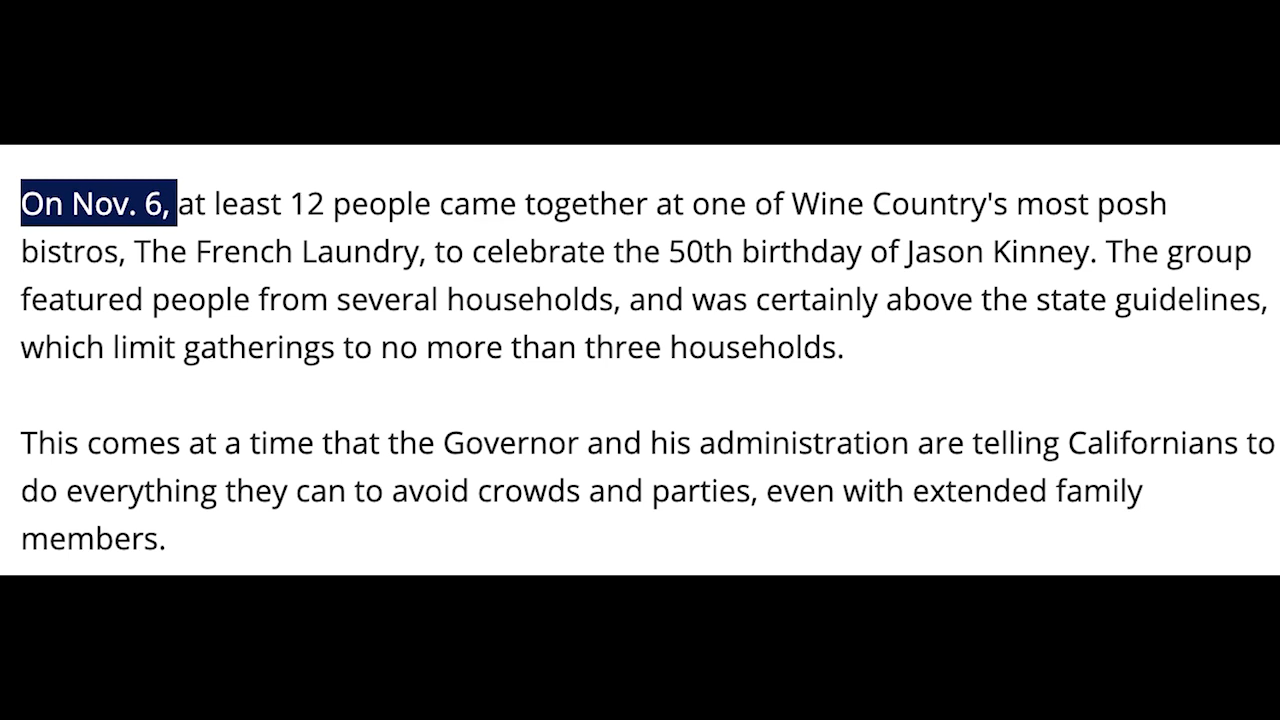 On Nov. 6, at least 12 people came together at one of Wine Country's most posh
bistros, The French Laundry, to celebrate the 50th birthday of Jason Kinney. The group
featured people from several households, and was certainly above the state guidelines,
which limit gatherings to no more than three households.
This comes at a time that the Governor and his administration are telling Californians to
do everything they can to avoid crowds and parties, even with extended family
members.